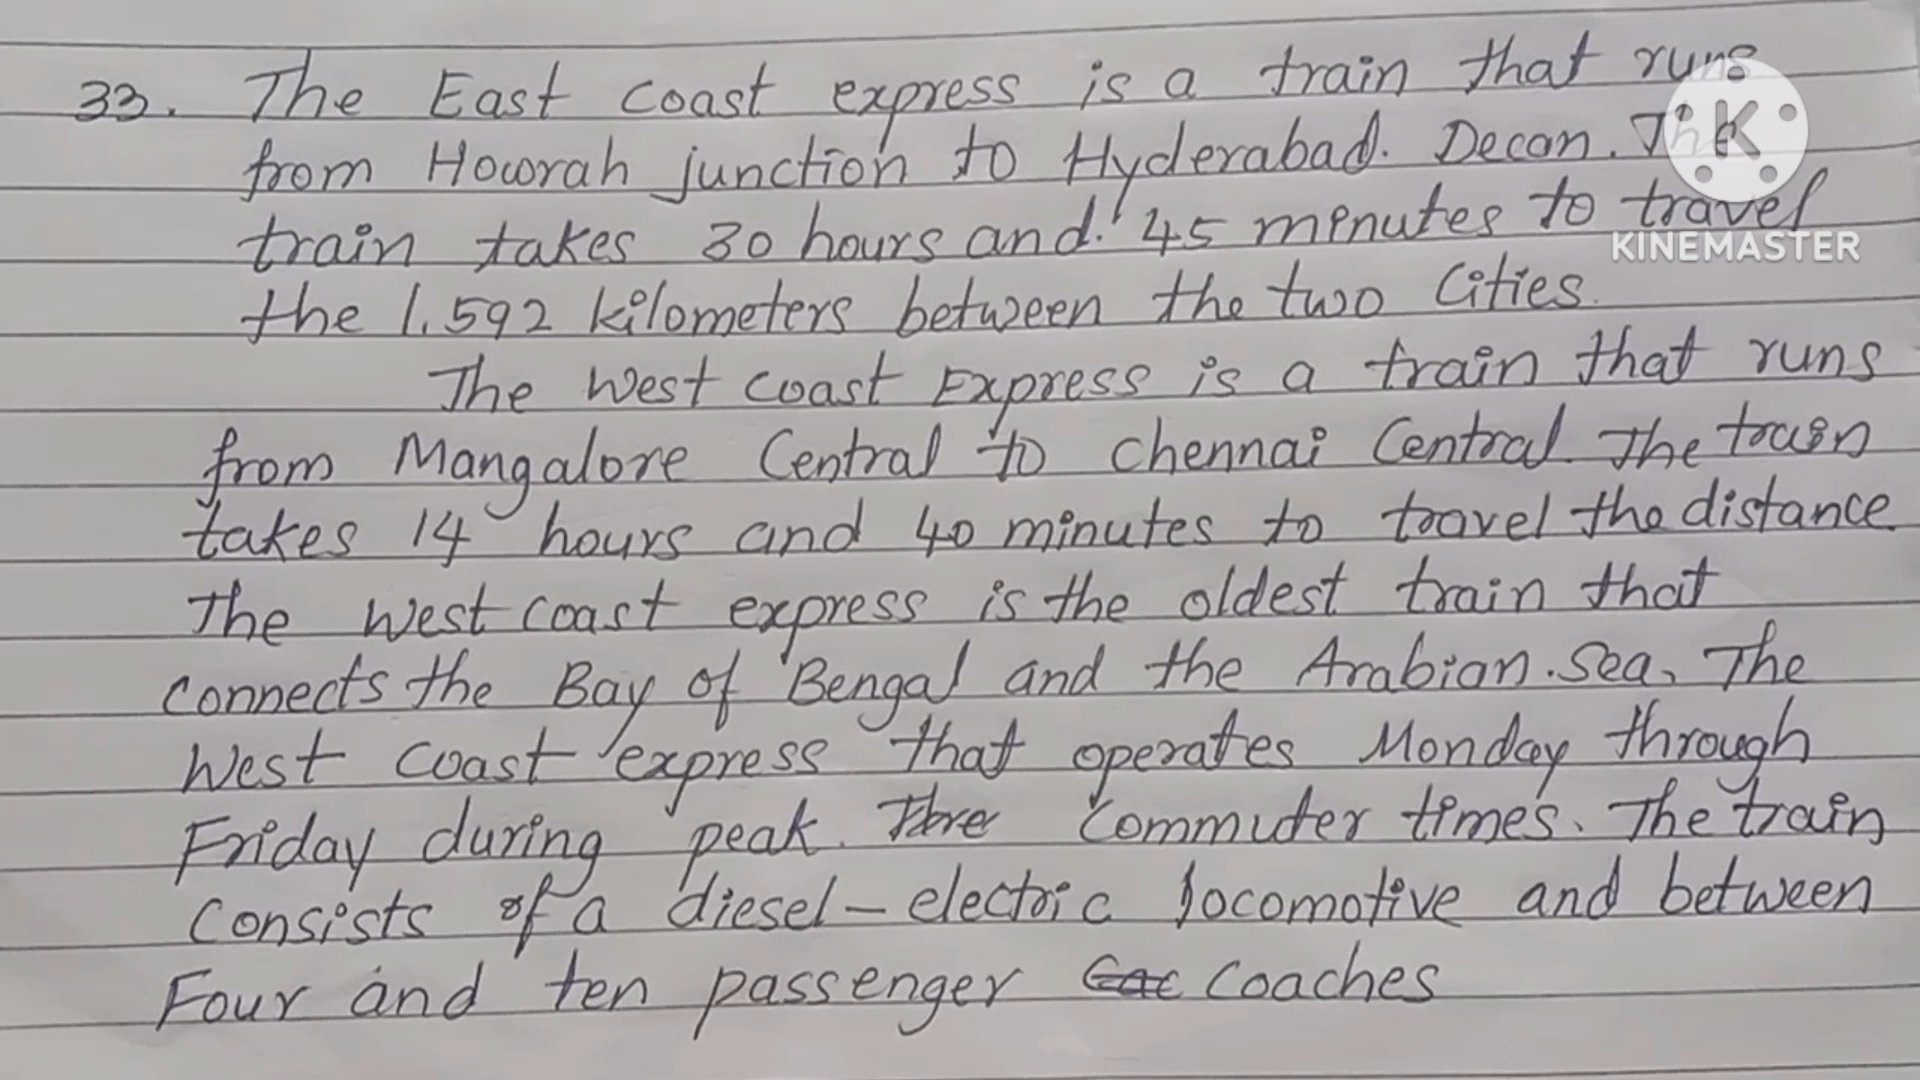 33. The East coast express is a train that runs
from Howrah junction to Hyderabad. Decan. The
train takes 30 hours and. 45 minutes to travel
the 1.592 kilometers between the two Cities.
The West coast Express is a train that runs
from Mangalore Central to chennai Central. The train
takes 14 hours and 40 minutes to travel the distance
The West coast express is the oldest train that
connects the Bay of Bengal and the Arabian. Sea. The
West coast express that operates Monday through
Friday during peak. Commuter times. The train
consists of a diesel - electric locomotive and between
Four and ten passenger coaches
K
KINEMASTER